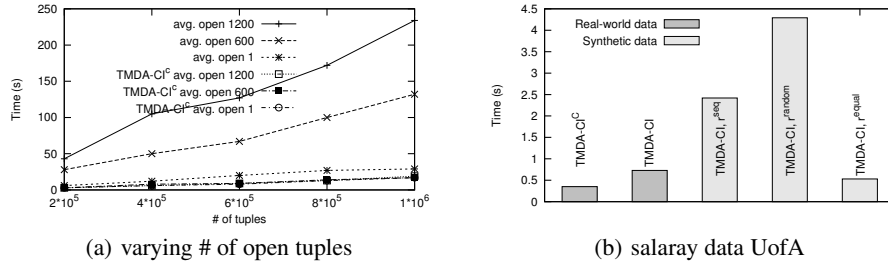 250
200
150
100
50
0
Time (s)
avg. open 1200
avg. open 600
avg. open 1
TMDA-CI^C avg. open 1200
TMDA-CI^C avg. open 600
TMDA-CI^C avg. open 1
2*10^5 4*10^5 6*10^5 8*10^5 1*10^6
# of tuples
(a) varying # of open tuples
4.5
4
3.5
3
2.5
2
1.5
1
0.5
0
Time (s)
Real-world data
Synthetic data
TMDA-CI^C
TMDA-CI
TMDA-CI, r^seq
TMDA-CI, r^random
TMDA-CI, r^equal
(b) salaray data UofA